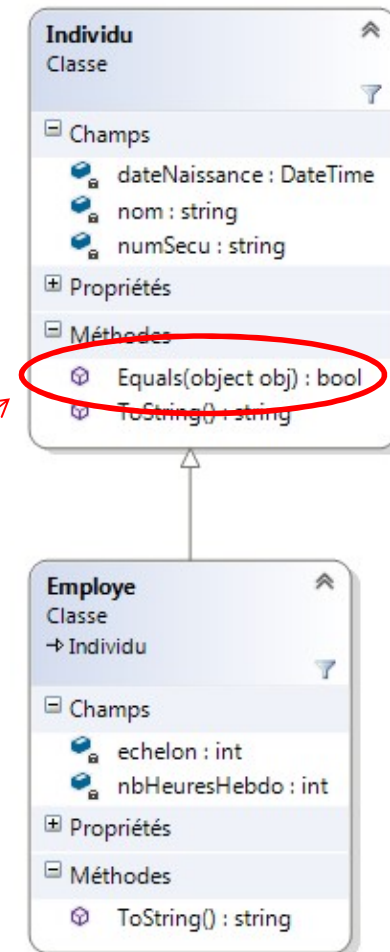 Individu
Classe
Champs
dateNaissance : DateTime
nom : string
numSecu : string
Propriétés
Méthodes
Equals(object obj) : bool
ToString() : string
Employe
Classe
Individu
Champs
echelon : int
nbHeuresHebdo : int
Propriétés
Méthodes
ToString() : string